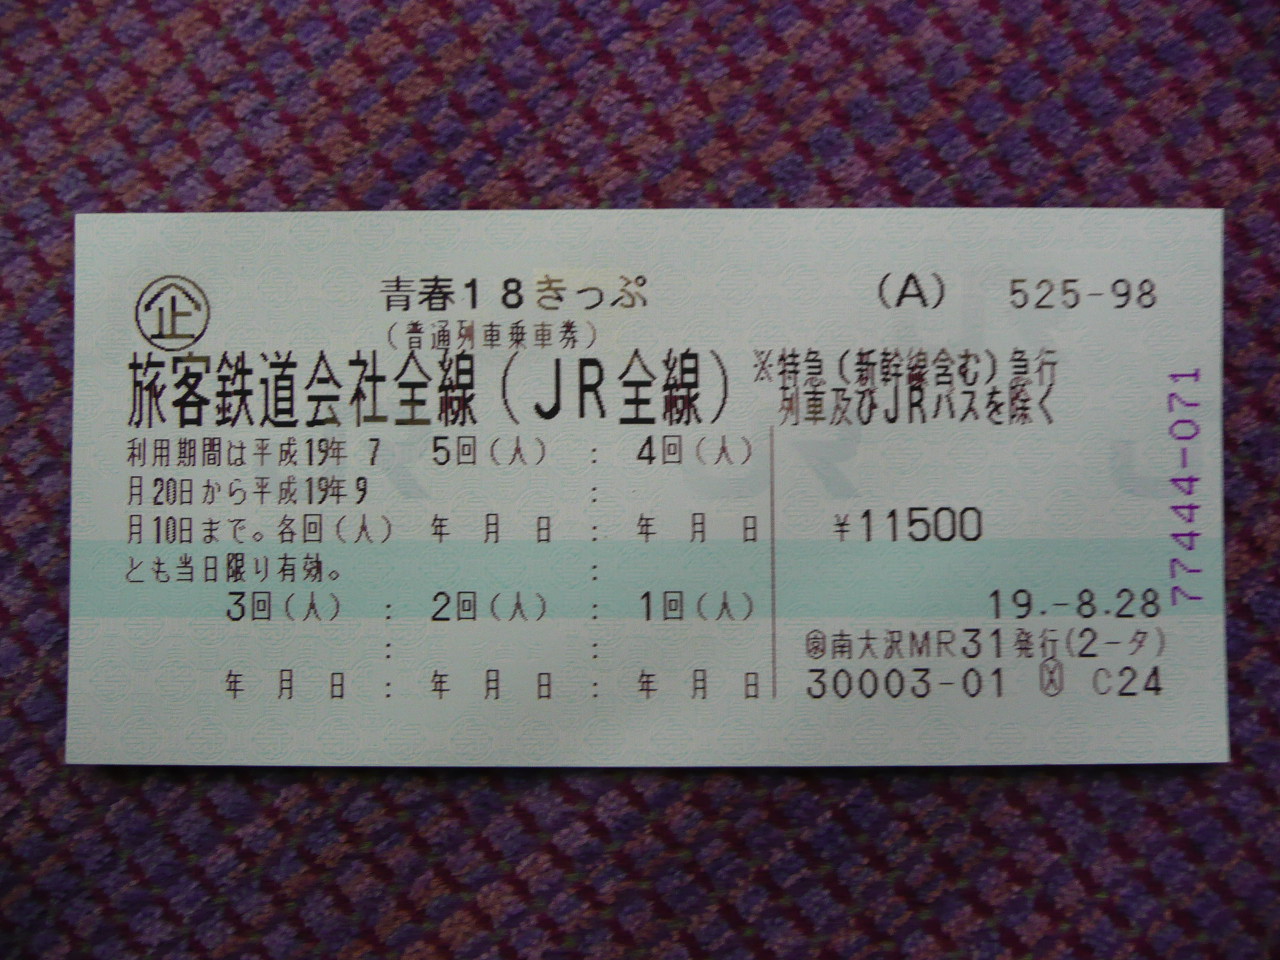 企 青春18きっぷ (A) 525-98
(普通列車乗車券)
旅客鉄道会社全線(JR全線) ※特急(新幹線含む)急行
列車及びJRバスを除く
利用期間は平成19年 7 5回(人) : 4回(人)
月20日から平成19年 9 :
月10日まで。各回(人) 年 月 日 : 年 月 日 ¥11500
とも当日限り有効。 :
3回(人) : 2回(人) : 1回(人) 19.-8.28
: : 南大沢MR31発行(2-タ)
年 月 日 : 年 月 日 : 年 月 日 30003-01 C24
77444-071